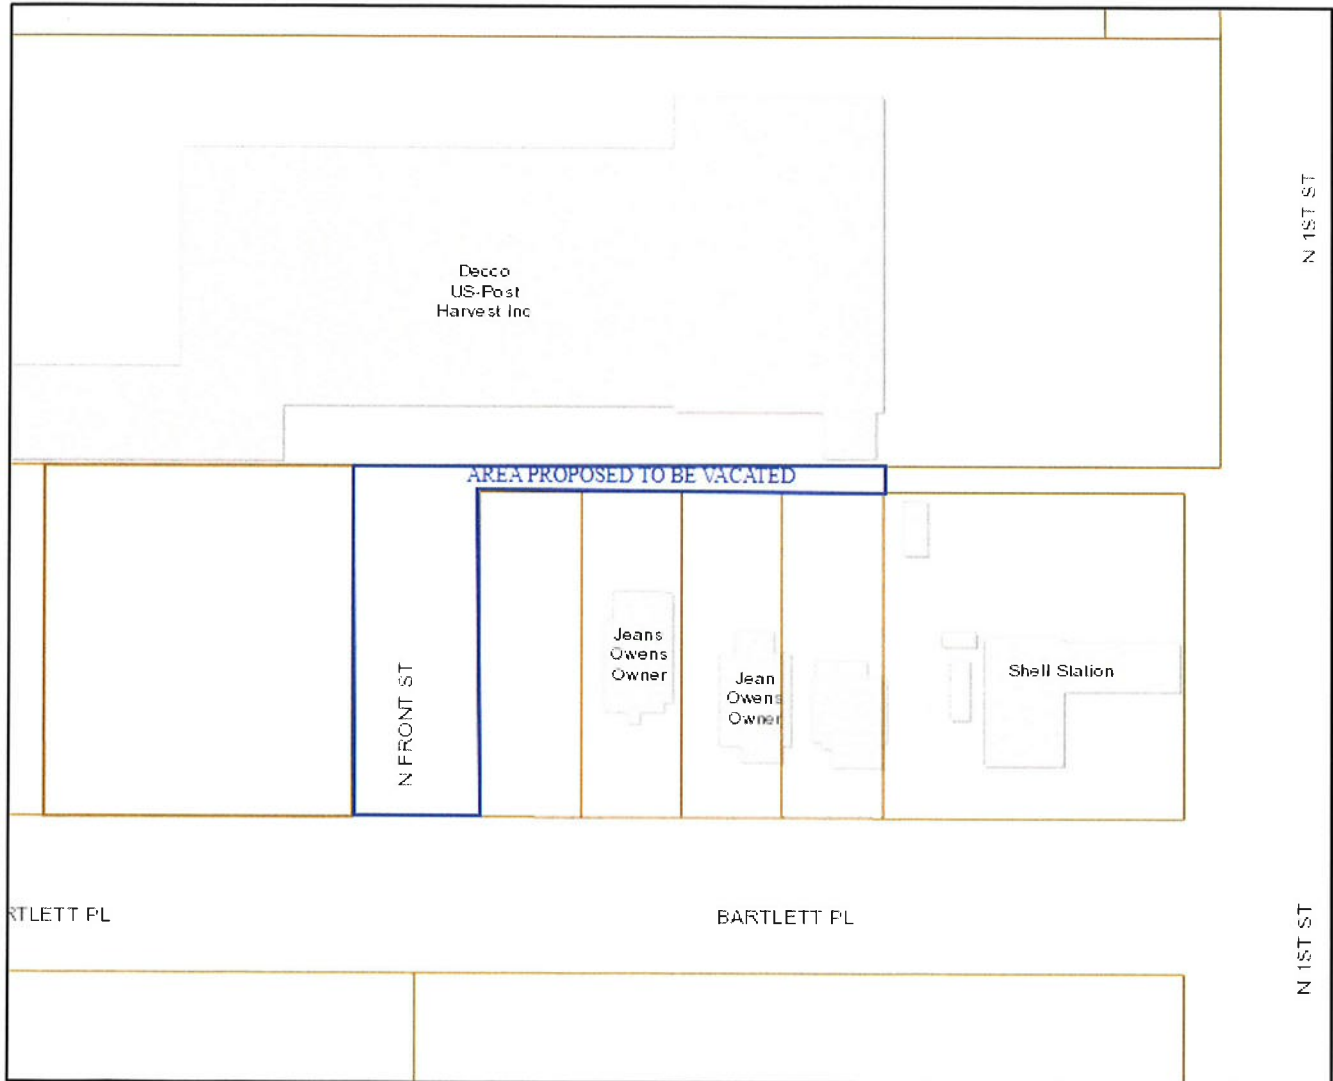 N 1ST ST
Decco
US-Post
Harvest Inc
AREA PROPOSED TO BE VACATED
Jeans
Owens
Owner
Jean
Owens
Owner
Shell Station
N FRONT ST
RTLETT PL
BARTLETT PL
N 1ST ST